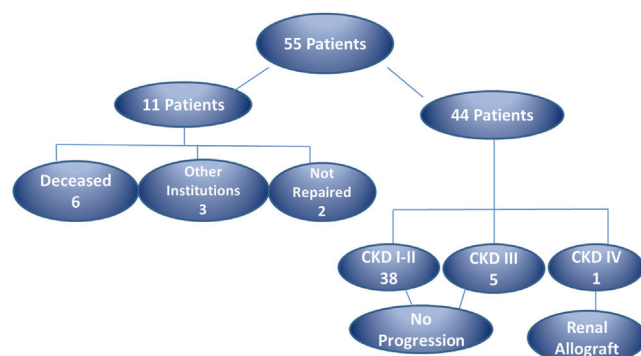 55 Patients
11 Patients
44 Patients
Deceased
6
Other
Institutions
3
Not
Repaired
2
CKD I-II
38
CKD III
5
CKD IV
1
No
Progression
Renal
Allograft